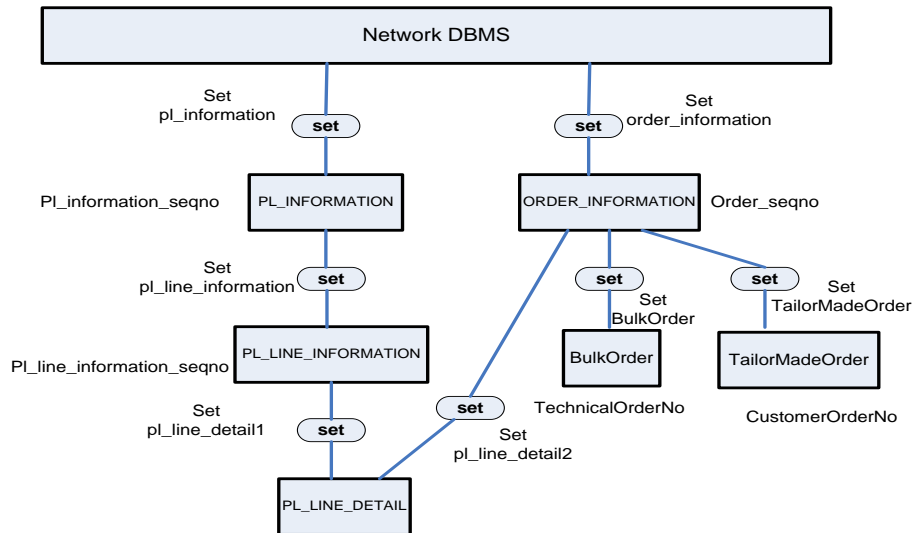 Network DBMS
Set
pl_information
set
Set
order_information
set
Pl_information_seqno
PL_INFORMATION
ORDER_INFORMATION
Order_seqno
Set
pl_line_information
set
set
Set
BulkOrder
set
Set
TailorMadeOrder
Pl_line_information_seqno
PL_LINE_INFORMATION
BulkOrder
TailorMadeOrder
Set
pl_line_detail1
set
set
Set
pl_line_detail2
TechnicalOrderNo
CustomerOrderNo
PL_LINE_DETAIL